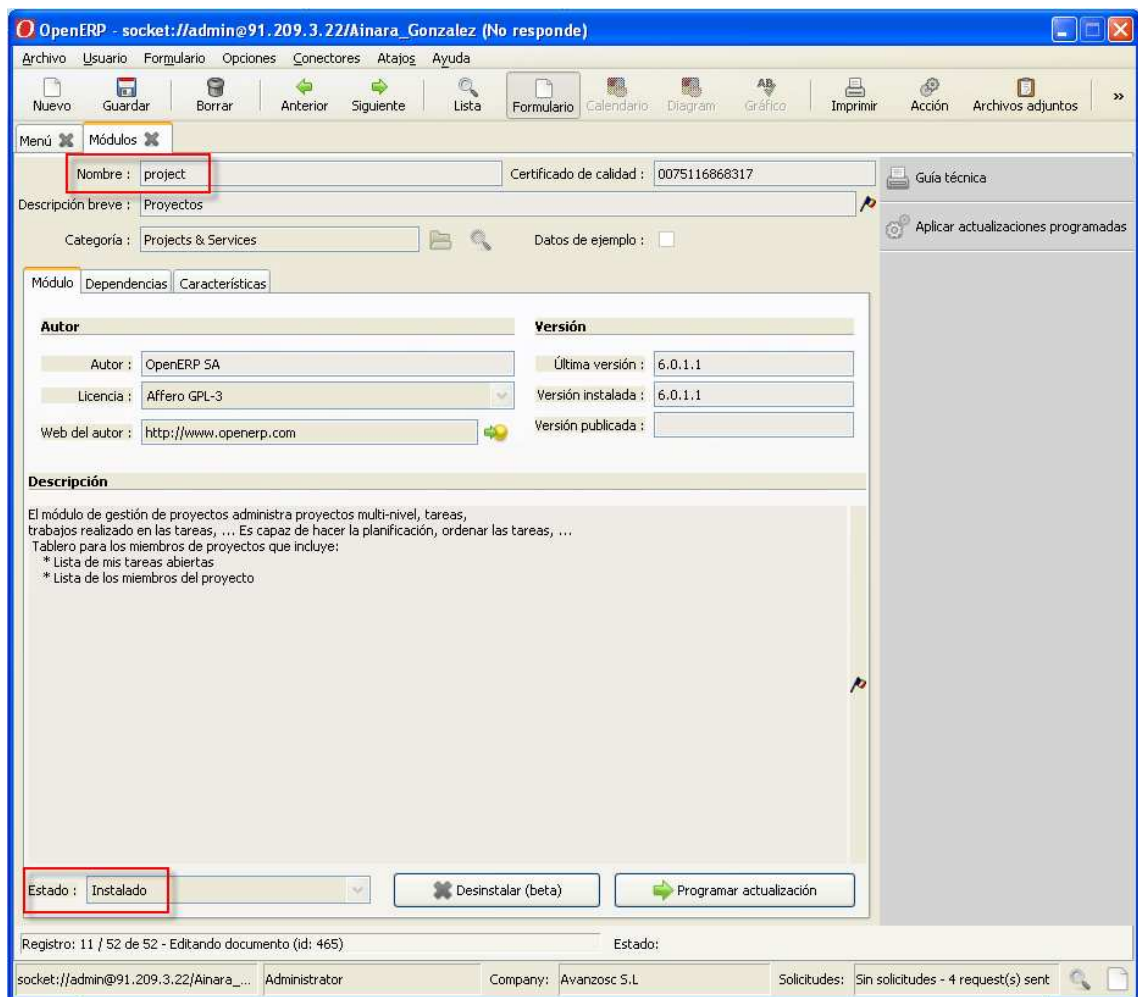 OpenERP - socket://admin@91.209.3.22/Ainara_Gonzalez (No responde)
Archivo Usuario Formulario Opciones Conectores Atajos Ayuda
Nuevo Guardar Borrar Anterior Siguiente Lista Formulario Calendario Diagram Gráfico Imprimir Acción Archivos adjuntos »
Menú Módulos
Nombre : project Certificado de calidad : 0075116868317 Guía técnica
Descripción breve : Proyectos
Categoría : Projects & Services Datos de ejemplo : Aplicar actualizaciones programadas
Módulo Dependencias Características
Autor Versión
Autor : OpenERP SA Última versión : 6.0.1.1
Licencia : Affero GPL-3 Versión instalada : 6.0.1.1
Web del autor : http://www.openerp.com Versión publicada :
Descripción
El módulo de gestión de proyectos administra proyectos multi-nivel, tareas,
trabajos realizado en las tareas, ... Es capaz de hacer la planificación, ordenar las tareas, ...
Tablero para los miembros de proyectos que incluye:
* Lista de mis tareas abiertas
* Lista de los miembros del proyecto
Estado : Instalado Desinstalar (beta) Programar actualización
Registro: 11 / 52 de 52 - Editando documento (id: 465) Estado:
socket://admin@91.209.3.22/Ainara_... Administrator Company: Avanzosc S.L Solicitudes: Sin solicitudes - 4 request(s) sent